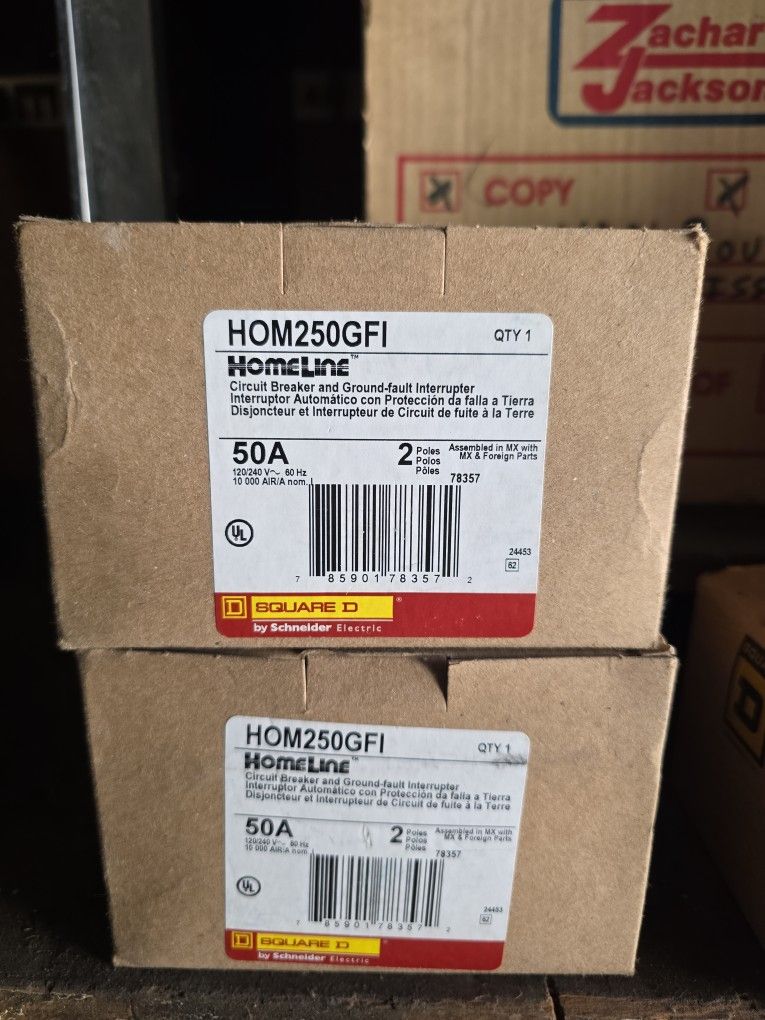 Zachar
Jackson
COPY
OF
HOM250GFI
QTY 1
HOMELINE™
Circuit Breaker and Ground-fault Interrupter
Interruptor Automático con Protección da falla a Tierra
Disjoncteur et Interrupteur de Circuit de fuite à la Terre
50A
2 Poles Polos Pôles
Assembled in MX with
MX & Foreign Parts
120/240 V~ 60 Hz
10 000 AIR/A nom.
78357
UL
24453
62
7 85901 78357 2
D SQUARE D ®
by Schneider Electric
HOM250GFI
QTY 1
HOMELINE™
Circuit Breaker and Ground-fault Interrupter
Interruptor Automático con Protección da falla a Tierra
Disjoncteur et Interrupteur de Circuit de fuite à la Terre
50A
2 Poles Polos Pôles
Assembled in MX with
MX & Foreign Parts
120/240 V~ 60 Hz
10 000 AIR/A nom.
78357
UL
24453
62
7 85901 78357 2
D SQUARE D
by Schneider Electric